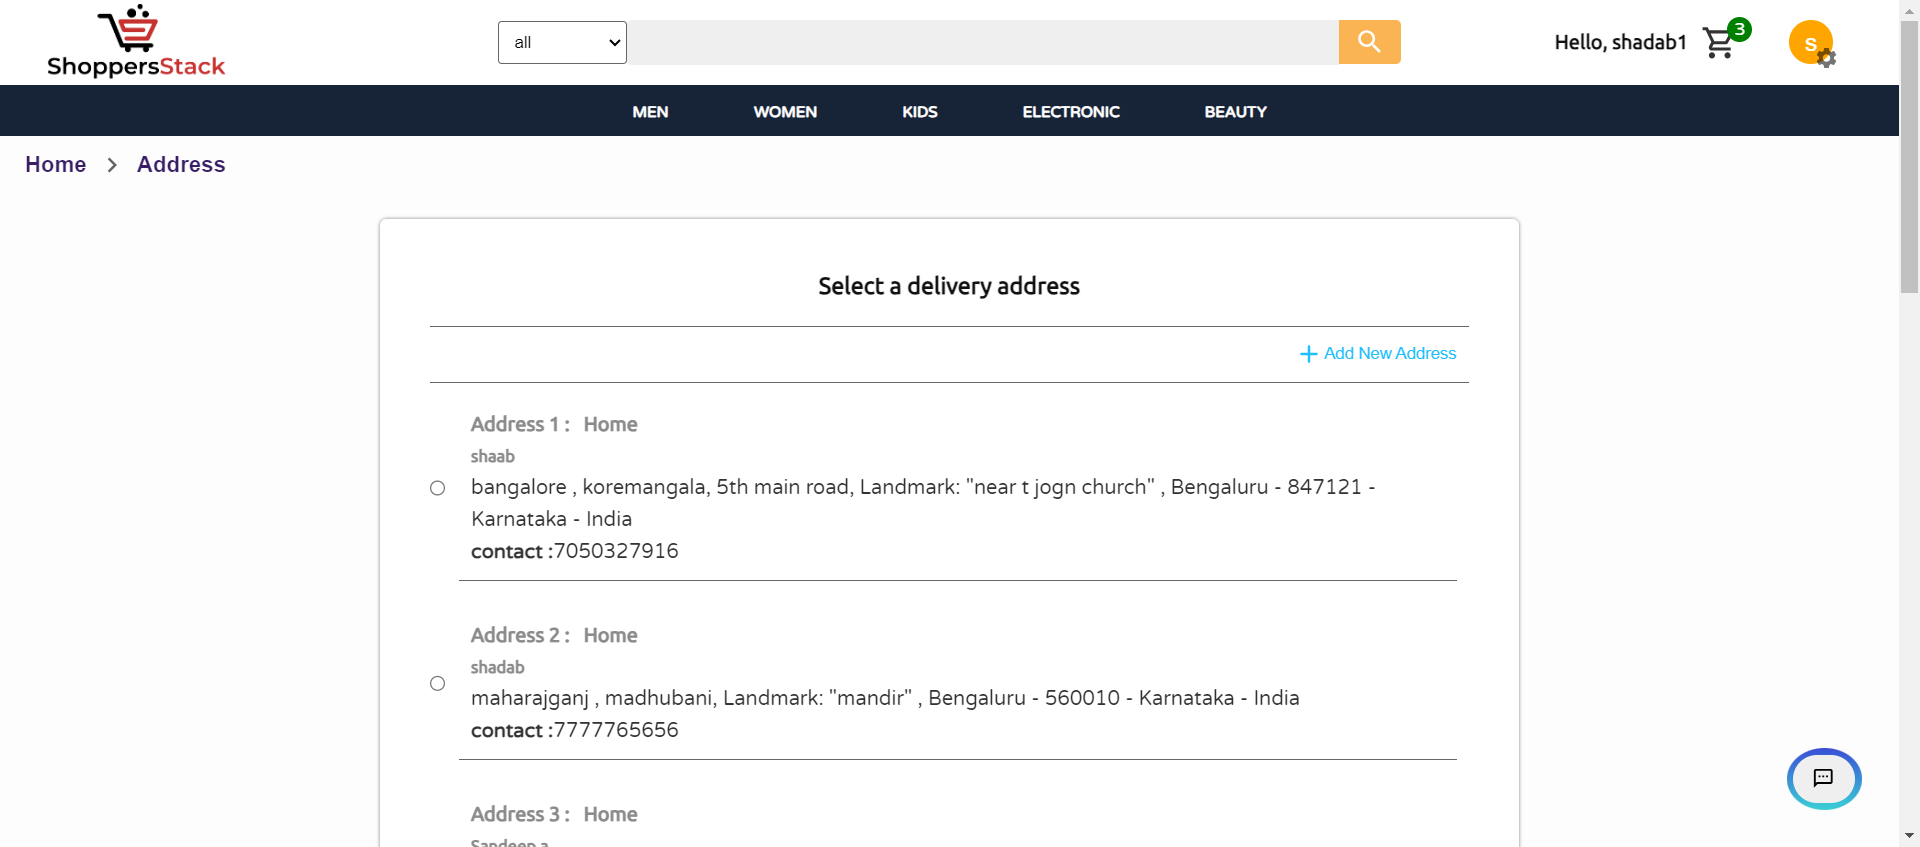 ShoppersStack
all
Hello, shadab1
3
S
MEN WOMEN KIDS ELECTRONIC BEAUTY
Home > Address
Select a delivery address
+ Add New Address
Address 1 : Home
shaab
bangalore , koremangala, 5th main road, Landmark: "near t jogn church" , Bengaluru - 847121 -
Karnataka - India
contact :7050327916
Address 2 : Home
shadab
maharajganj , madhubani, Landmark: "mandir" , Bengaluru - 560010 - Karnataka - India
contact :7777765656
Address 3 : Home
Sandeep a